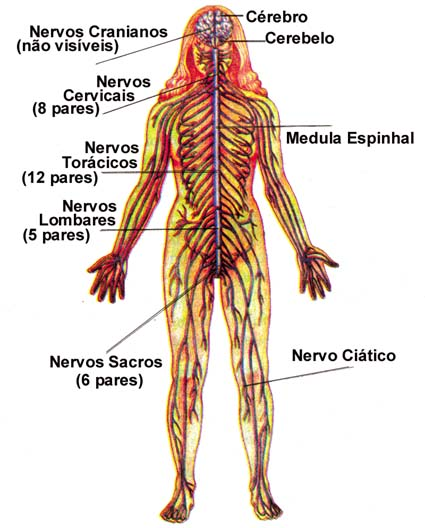 Nervos Cranianos
(não visíveis)
Cérebro
Cerebelo
Nervos
Cervicais
(8 pares)
Medula Espinhal
Nervos
Torácicos
(12 pares)
Nervos
Lombares
(5 pares)
Nervos Sacros
(6 pares)
Nervo Ciático